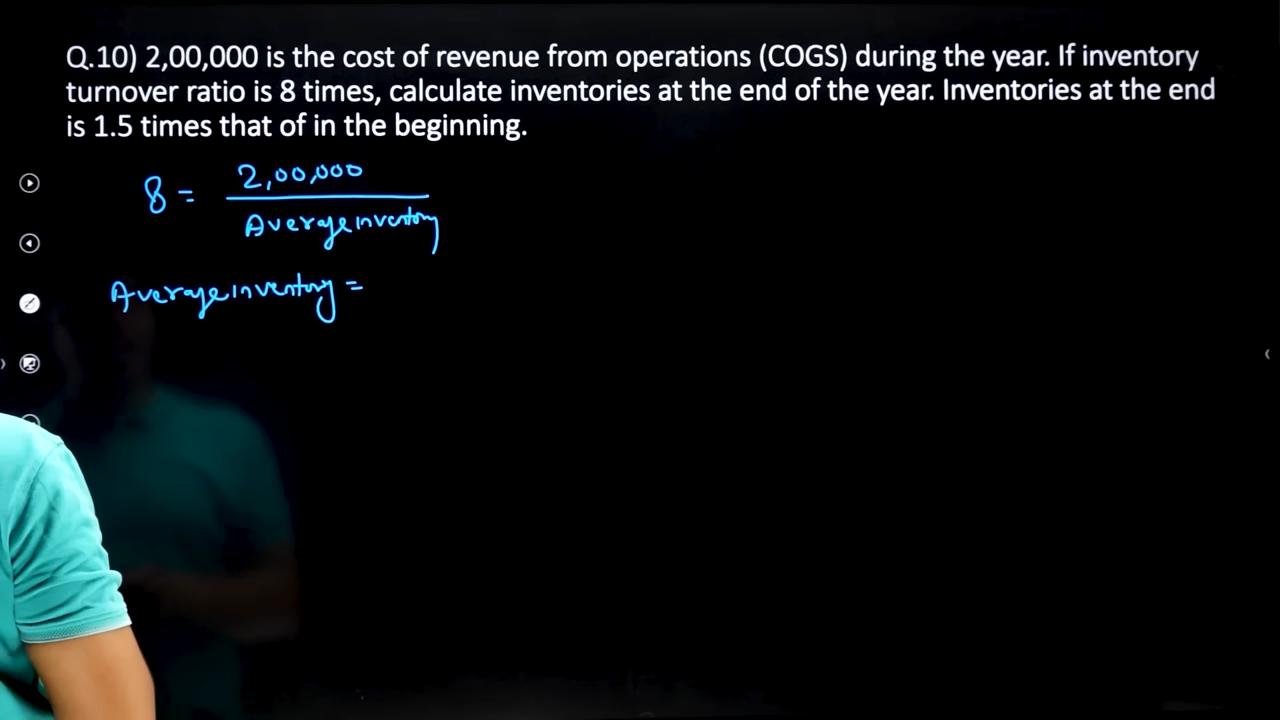 Q.10) 2,00,000 is the cost of revenue from operations (COGS) during the year. If inventory
turnover ratio is 8 times, calculate inventories at the end of the year. Inventories at the end
is 1.5 times that of in the beginning.
8 = 2,00,000
Average inventory
Average inventory =